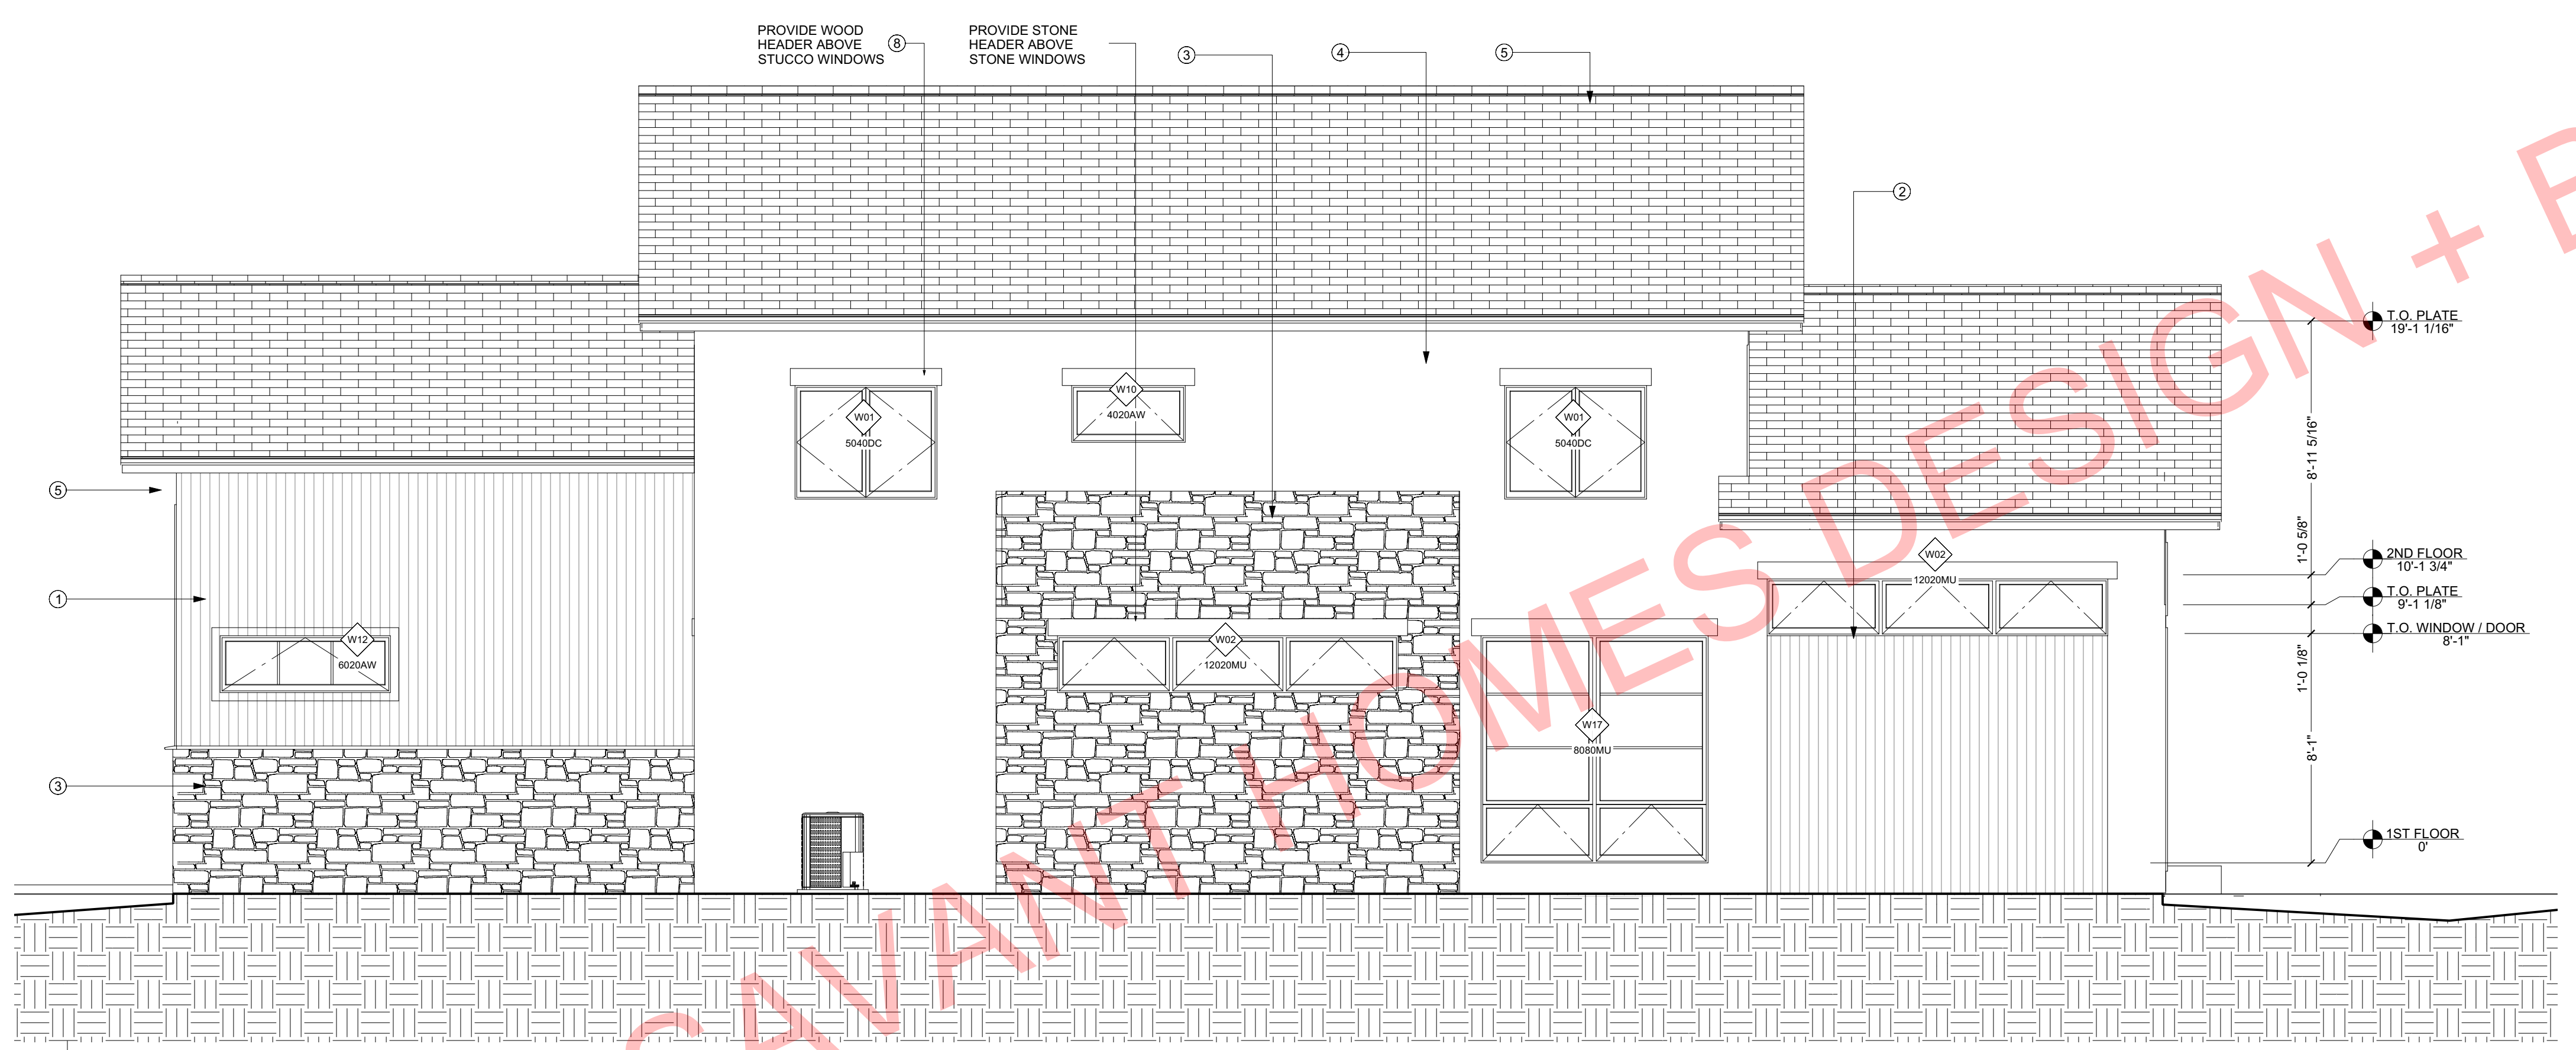 PROVIDE WOOD
HEADER ABOVE
STUCCO WINDOWS
8
PROVIDE STONE
HEADER ABOVE
STONE WINDOWS
3
4
5
2
T.O. PLATE
19'-1 1/16"
8'-11 5/16"
W10
4020AW
W01
5040DC
W01
5040DC
5
1'-0 5/8"
2ND FLOOR
10'-1 3/4"
W02
12020MU
1
T.O. PLATE
9'-1 1/8"
T.O. WINDOW / DOOR
8'-1"
W12
6020AW
W02
12020MU
1'-0 1/8"
W17
8080MU
8'-1"
3
1ST FLOOR
0'
CAVANT HOMES DESIGN +